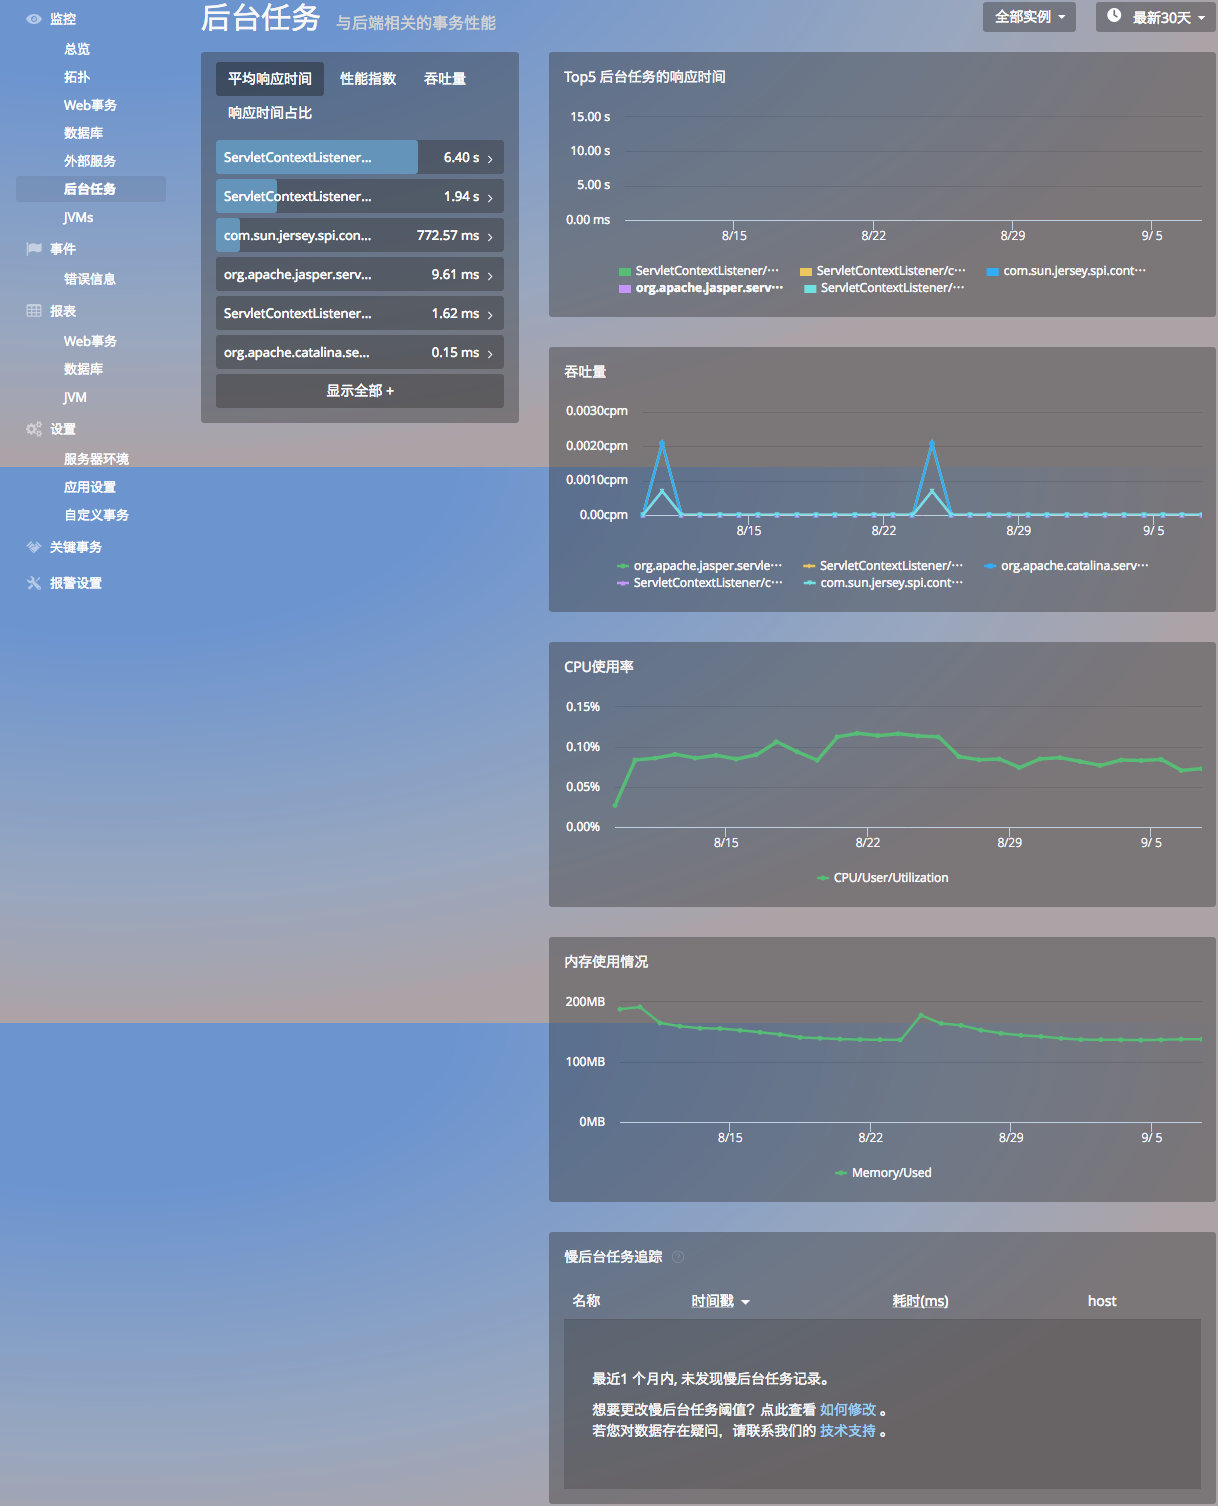 监控
总览
拓扑
Web事务
数据库
外部服务
后台任务
JVMs
事件
错误信息
报表
Web事务
数据库
JVM
设置
服务器环境
应用设置
自定义事务
关键事务
报警设置
后台任务 与后端相关的事务性能
全部实例
最新30天
平均响应时间 性能指数 吞吐量
响应时间占比
ServletContextListener... 6.40 s
ServletContextListener... 1.94 s
com.sun.jersey.spi.con... 772.57 ms
org.apache.jasper.serv... 9.61 ms
ServletContextListener... 1.62 ms
org.apache.catalina.se... 0.15 ms
显示全部 +
Top5 后台任务的响应时间
15.00 s
10.00 s
5.00 s
0.00 ms
8/15 8/22 8/29 9/ 5
ServletContextListener/··· ServletContextListener/c··· com.sun.jersey.spi.cont···
org.apache.jasper.serv··· ServletContextListener/···
吞吐量
0.0030cpm
0.0020cpm
0.0010cpm
0.00cpm
8/15 8/22 8/29 9/ 5
org.apache.jasper.servle··· ServletContextListener/··· org.apache.catalina.serv···
ServletContextListener/c··· com.sun.jersey.spi.cont···
CPU使用率
0.15%
0.10%
0.05%
0.00%
8/15 8/22 8/29 9/ 5
CPU/User/Utilization
内存使用情况
200MB
100MB
0MB
8/15 8/22 8/29 9/ 5
Memory/Used
慢后台任务追踪 ?
名称 时间戳 耗时(ms) host
最近1 个月内, 未发现慢后台任务记录。
想要更改慢后台任务阈值？点此查看 如何修改 。
若您对数据存在疑问，请联系我们的 技术支持 。